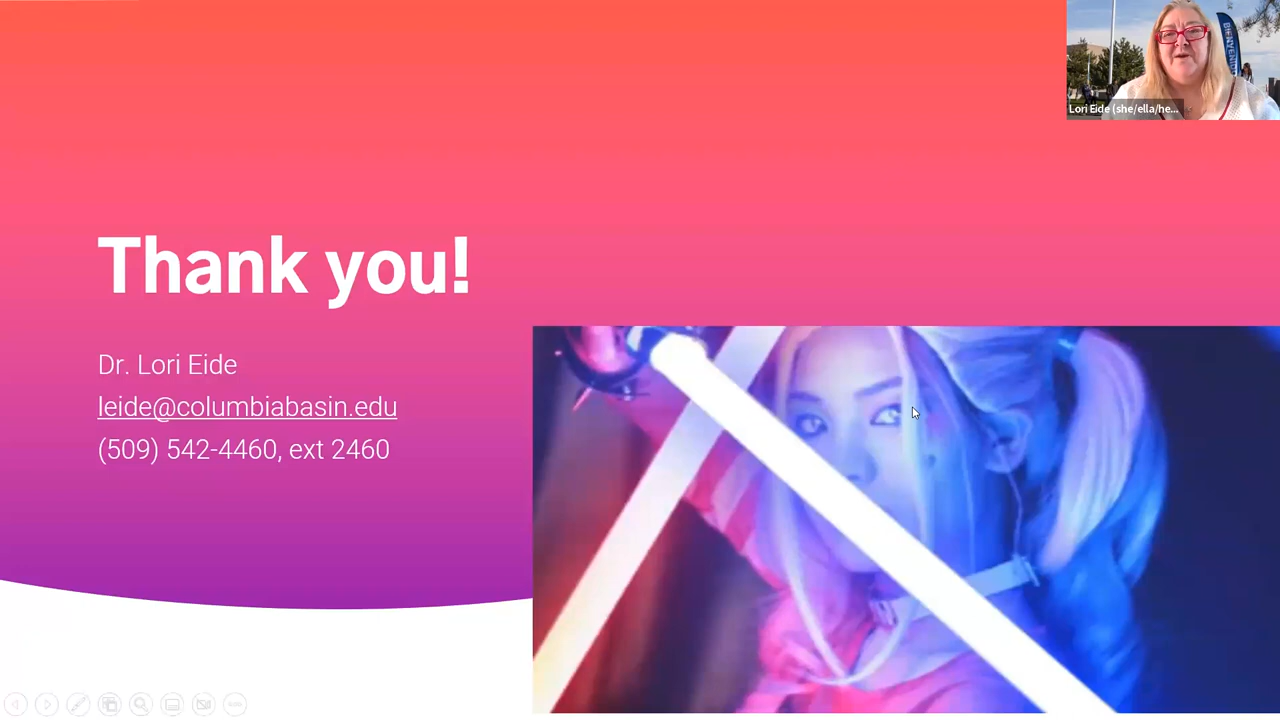 Lori Eide (she/ella/he...
Thank you!
Dr. Lori Eide
leide@columbiabasin.edu
(509) 542-4460, ext 2460